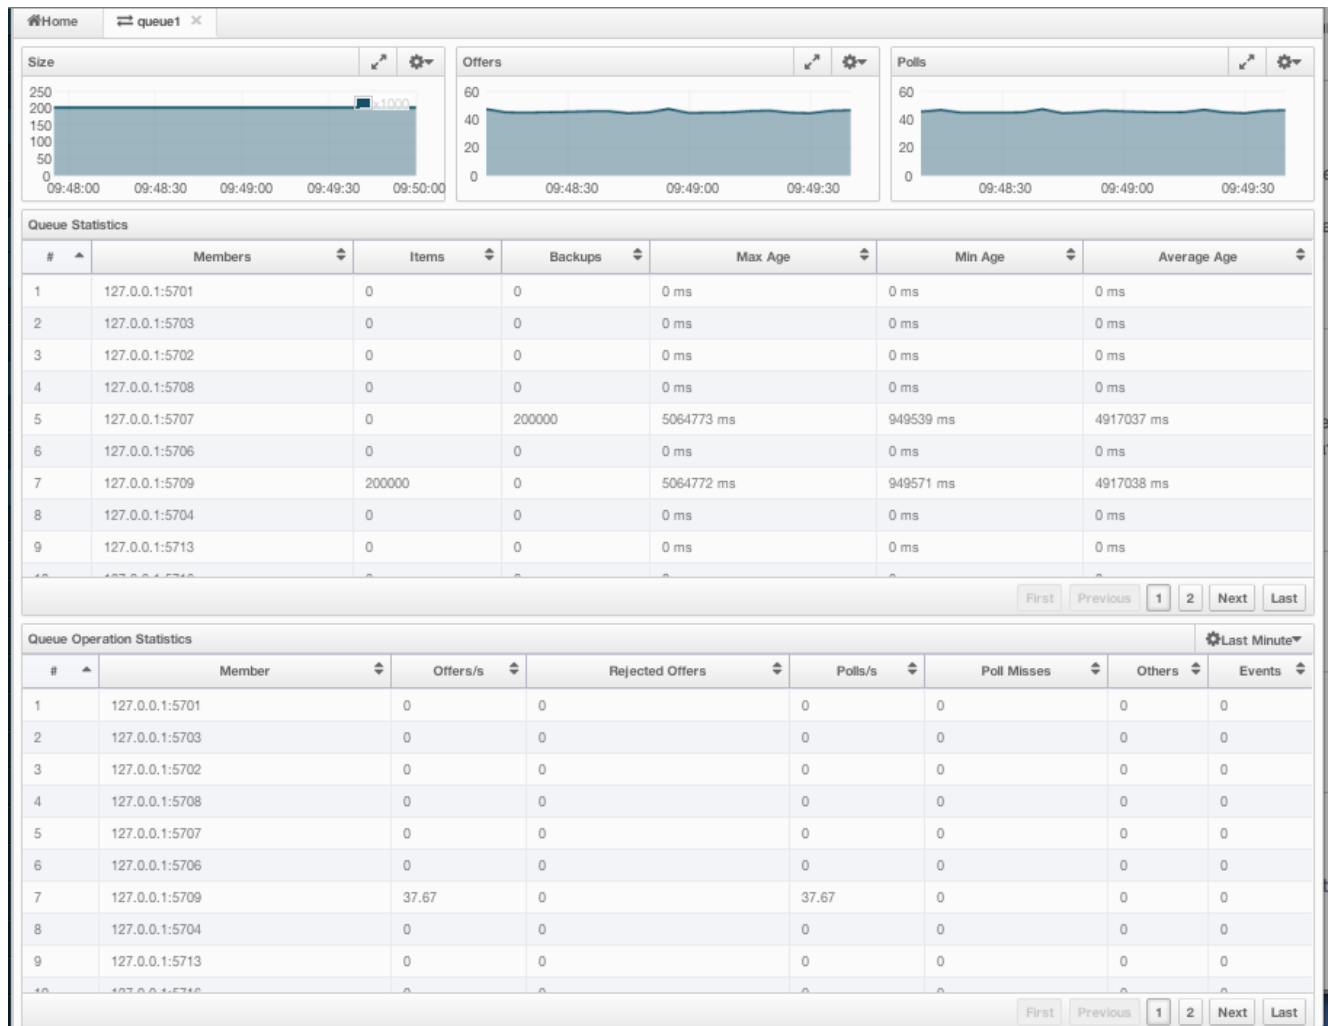 Home queue1
Size Offers Polls
250
200
150
100
50
0
x1000
09:48:00 09:48:30 09:49:00 09:49:30 09:50:00
60
40
20
0
09:48:30 09:49:00 09:49:30
60
40
20
0
09:48:30 09:49:00 09:49:30
Queue Statistics
# Members Items Backups Max Age Min Age Average Age
1 127.0.0.1:5701 0 0 0 ms 0 ms 0 ms
2 127.0.0.1:5703 0 0 0 ms 0 ms 0 ms
3 127.0.0.1:5702 0 0 0 ms 0 ms 0 ms
4 127.0.0.1:5708 0 0 0 ms 0 ms 0 ms
5 127.0.0.1:5707 0 200000 5064773 ms 949539 ms 4917037 ms
6 127.0.0.1:5706 0 0 0 ms 0 ms 0 ms
7 127.0.0.1:5709 200000 0 5064772 ms 949571 ms 4917038 ms
8 127.0.0.1:5704 0 0 0 ms 0 ms 0 ms
9 127.0.0.1:5713 0 0 0 ms 0 ms 0 ms
First Previous 1 2 Next Last
Queue Operation Statistics Last Minute
# Member Offers/s Rejected Offers Polls/s Poll Misses Others Events
1 127.0.0.1:5701 0 0 0 0 0 0
2 127.0.0.1:5703 0 0 0 0 0 0
3 127.0.0.1:5702 0 0 0 0 0 0
4 127.0.0.1:5708 0 0 0 0 0 0
5 127.0.0.1:5707 0 0 0 0 0 0
6 127.0.0.1:5706 0 0 0 0 0 0
7 127.0.0.1:5709 37.67 0 37.67 0 0 0
8 127.0.0.1:5704 0 0 0 0 0 0
9 127.0.0.1:5713 0 0 0 0 0 0
First Previous 1 2 Next Last